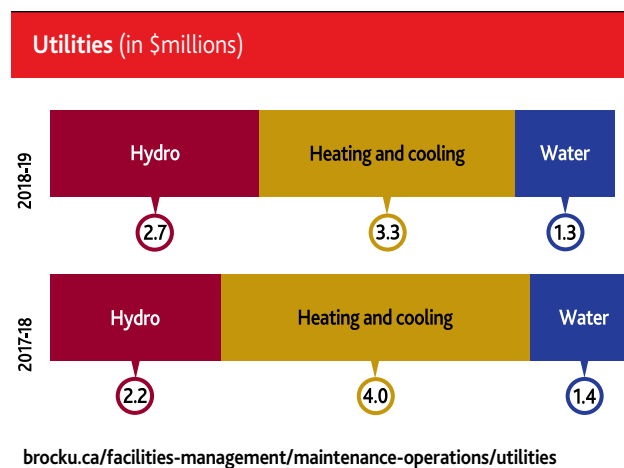 Utilities (in $millions)
2018-19
Hydro
Heating and cooling
Water
2.7
3.3
1.3
2017-18
Hydro
Heating and cooling
Water
2.2
4.0
1.4
brocku.ca/facilities-management/maintenance-operations/utilities